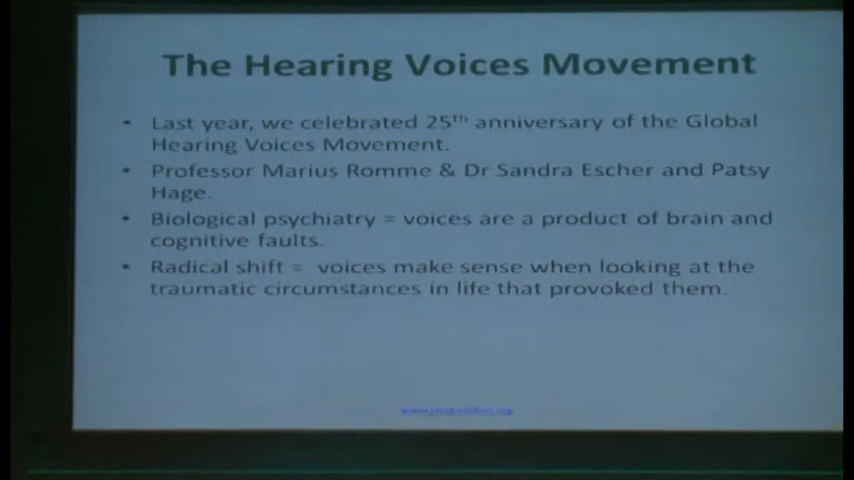 The Hearing Voices Movement
• Last year, we celebrated 25th anniversary of the Global
Hearing Voices Movement.
• Professor Marius Romme & Dr Sandra Escher and Patsy
Hage.
• Biological psychiatry = voices are a product of brain and
cognitive faults.
• Radical shift = voices make sense when looking at the
traumatic circumstances in life that provoked them.